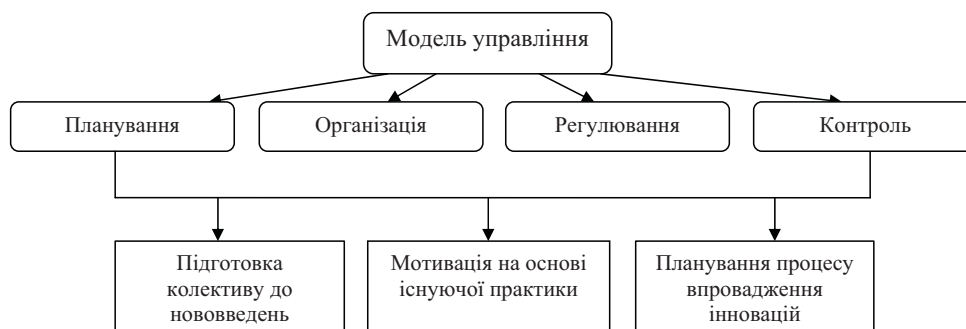 Модель управління
Планування
Організація
Регулювання
Контроль
Підготовка
колективу до
нововведень
Мотивація на основі
існуючої практики
Планування процесу
впровадження
інновацій